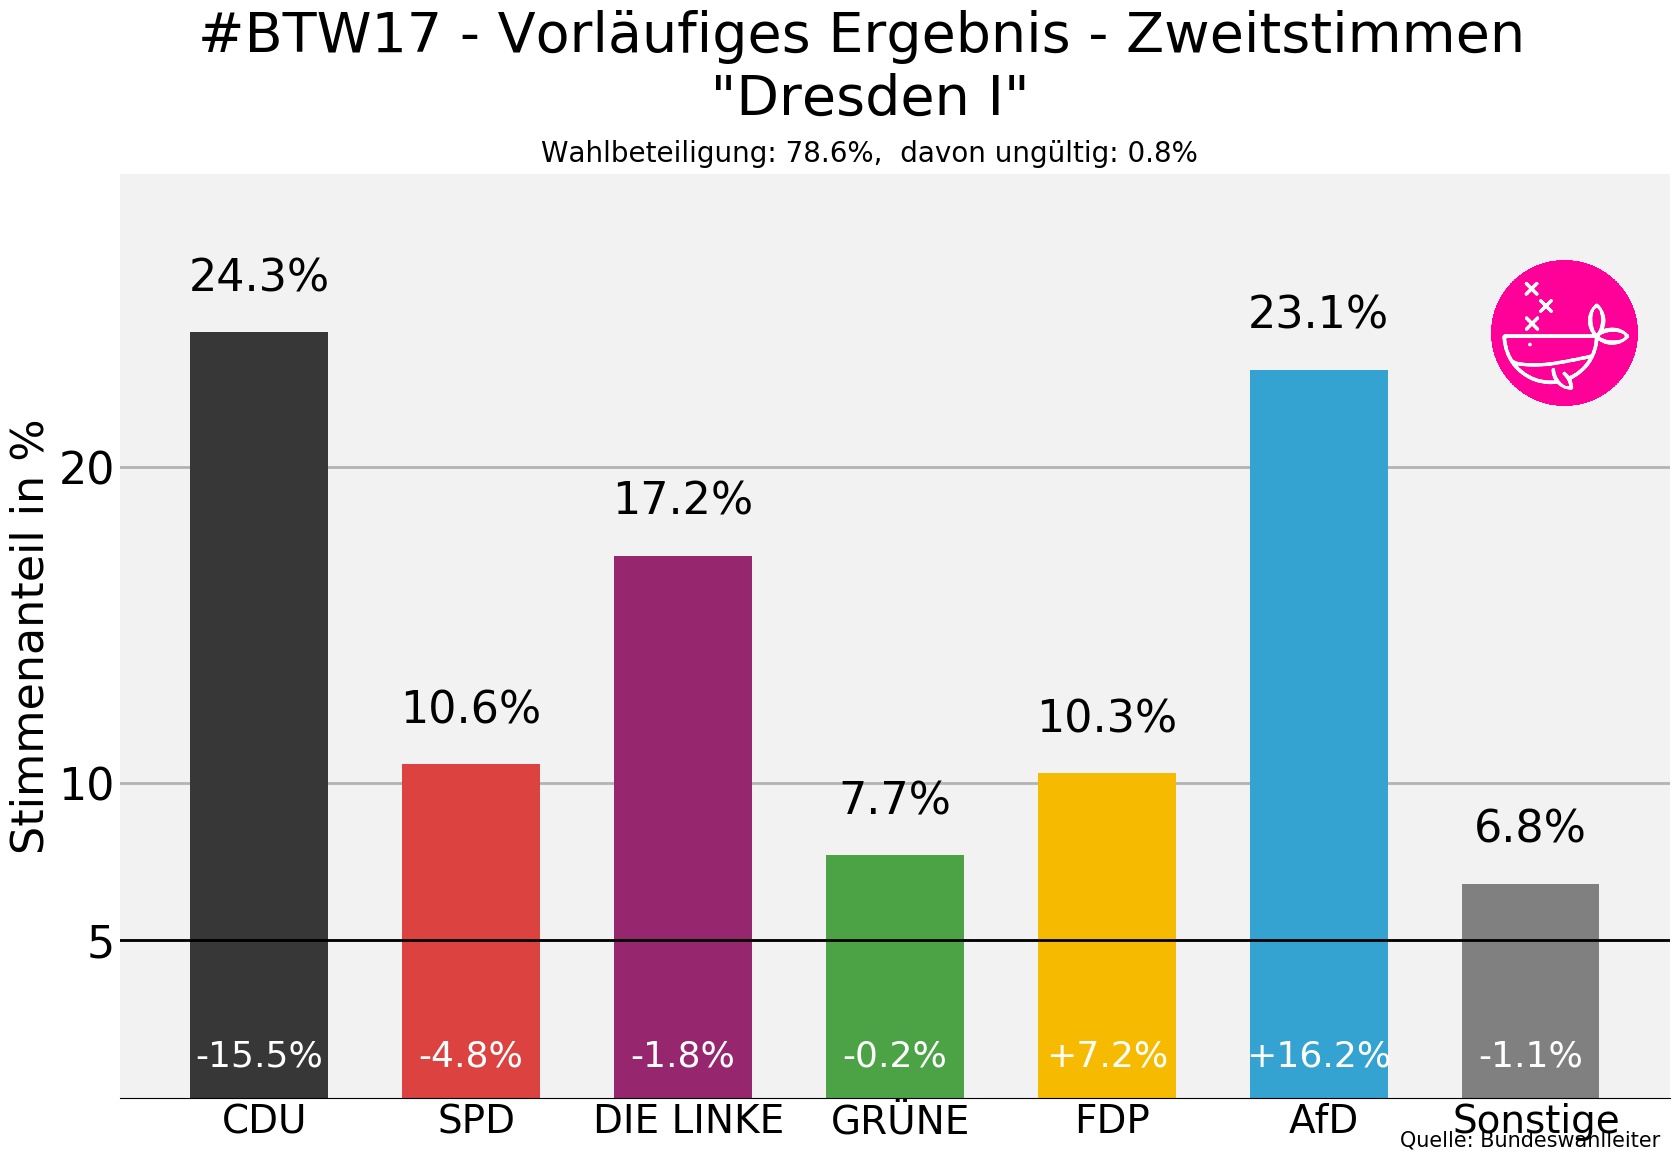 #BTW17 - Vorläufiges Ergebnis - Zweitstimmen
"Dresden I"
Wahlbeteiligung: 78.6%,  davon ungültig: 0.8%
Stimmenanteil in %
20
10
5
24.3%
10.6%
17.2%
7.7%
10.3%
23.1%
6.8%
-15.5%
-4.8%
-1.8%
-0.2%
+7.2%
+16.2%
-1.1%
CDU
SPD
DIE LINKE
GRÜNE
FDP
AfD
Sonstige
Quelle: Bundeswahlleiter